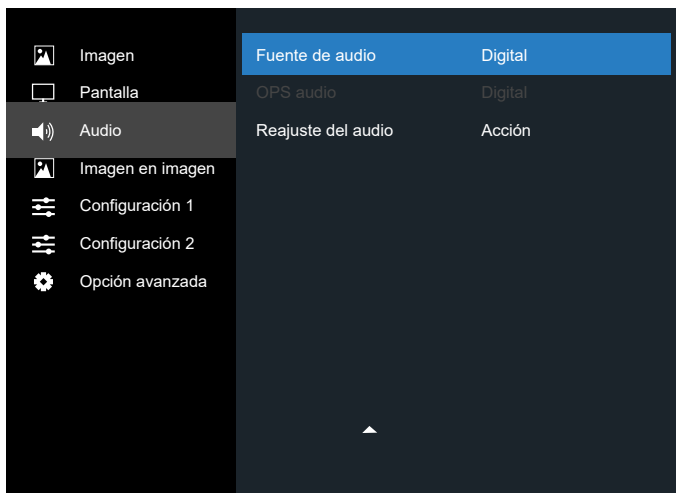 Imagen
Pantalla
Audio
Imagen en imagen
Configuración 1
Configuración 2
Opción avanzada
Fuente de audio Digital
OPS audio Digital
Reajuste del audio Acción